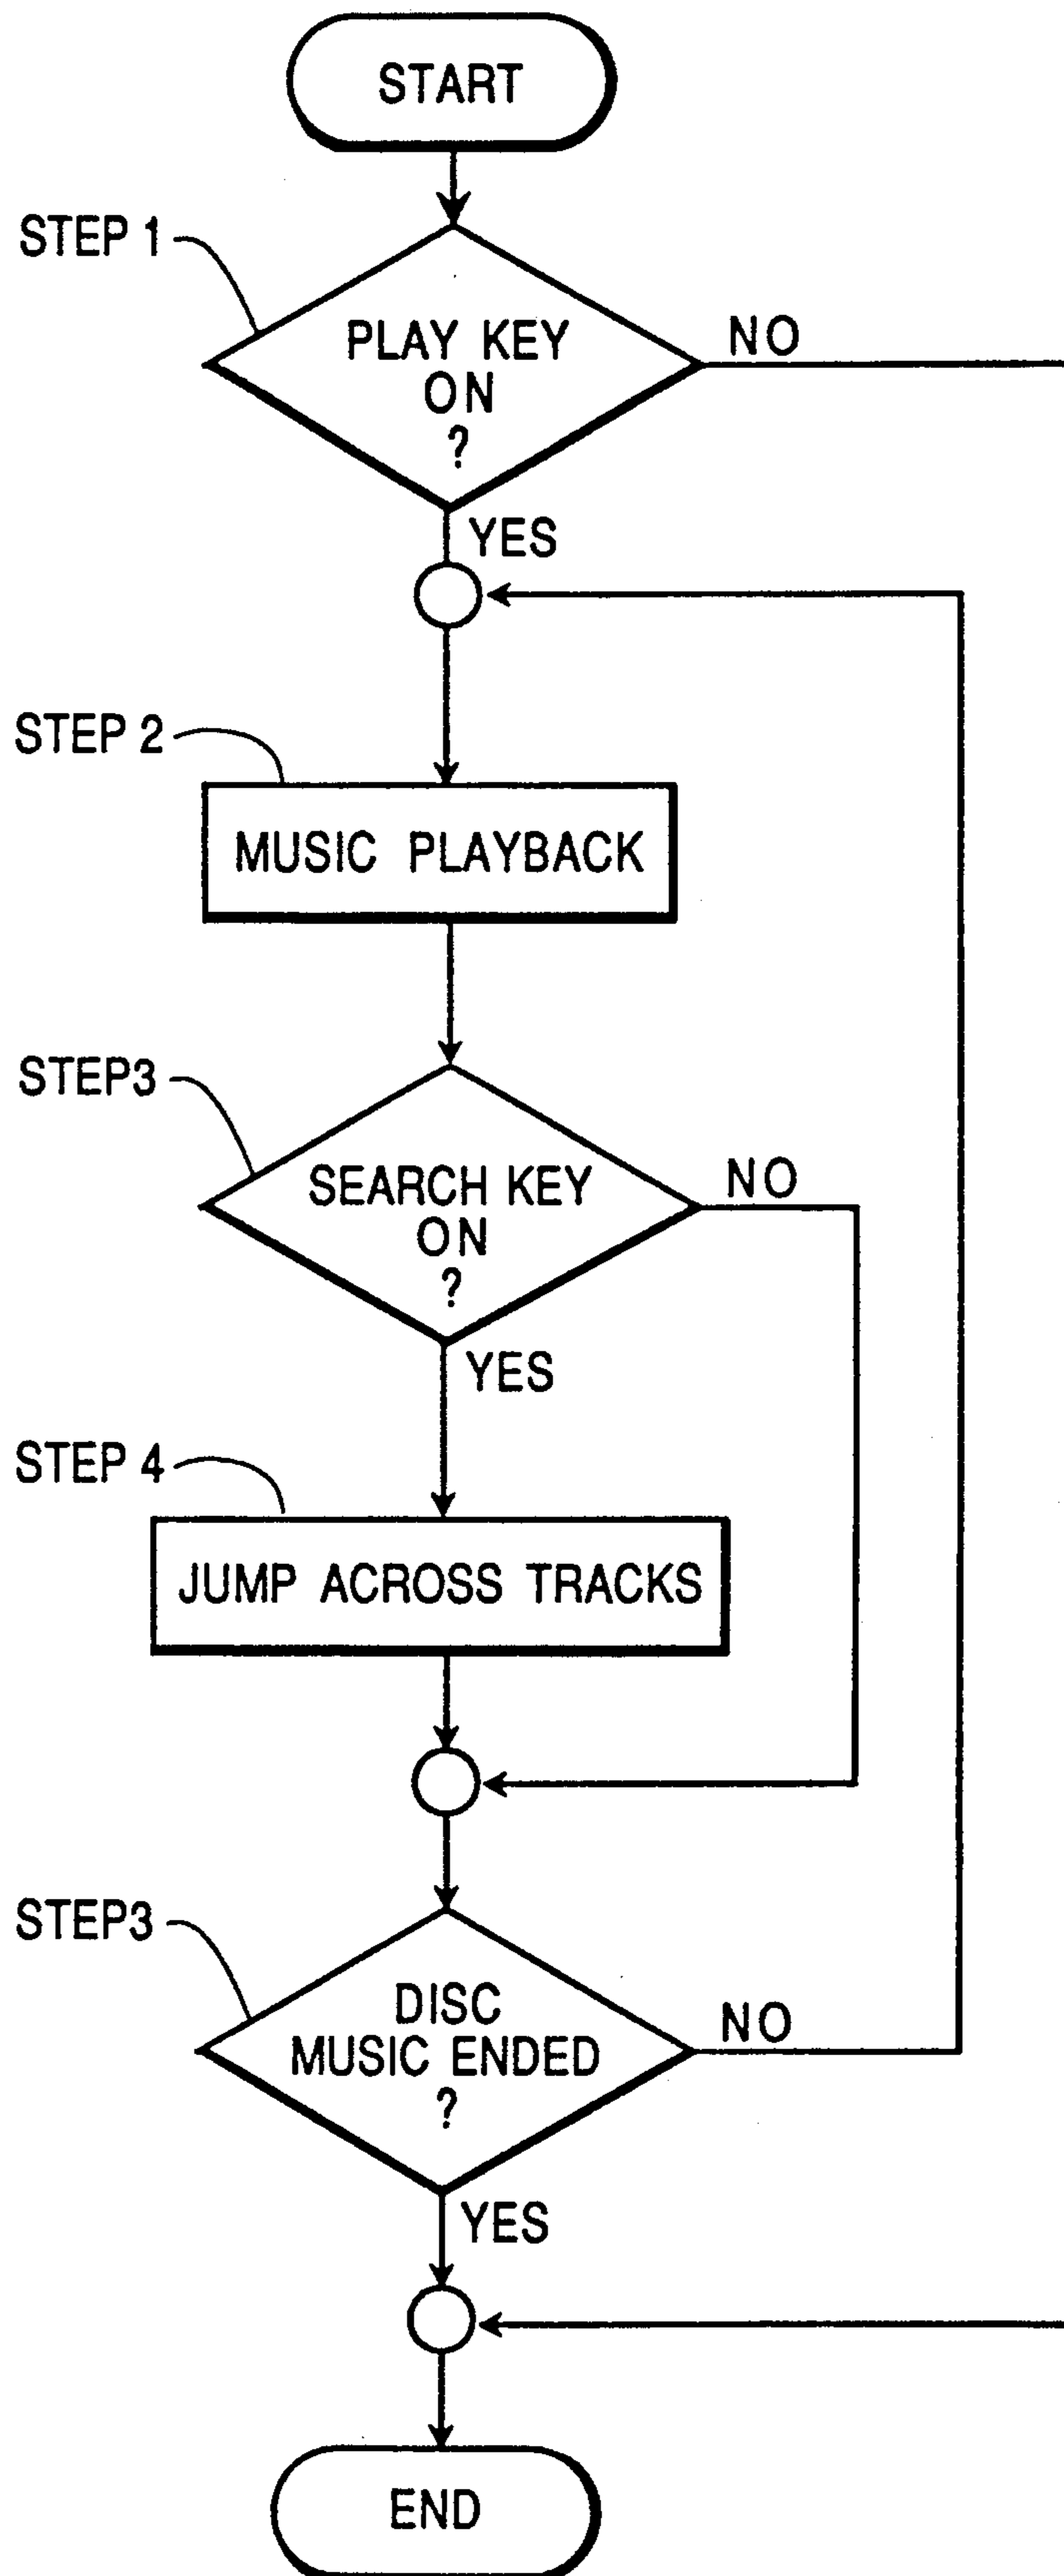 START
STEP 1
PLAY KEY
ON
?
NO
YES
STEP 2
MUSIC PLAYBACK
STEP3
SEARCH KEY
ON
?
NO
YES
STEP 4
JUMP ACROSS TRACKS
STEP3
DISC
MUSIC ENDED
?
NO
YES
END